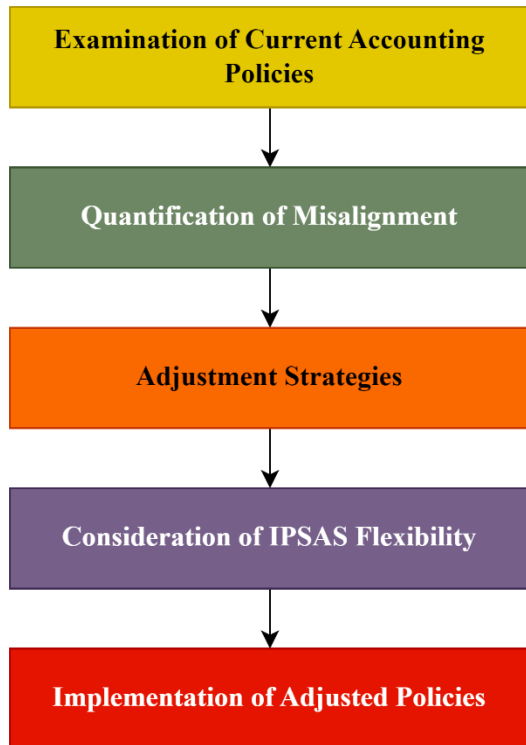 Examination of Current Accounting
Policies
Quantification of Misalignment
Adjustment Strategies
Consideration of IPSAS Flexibility
Implementation of Adjusted Policies